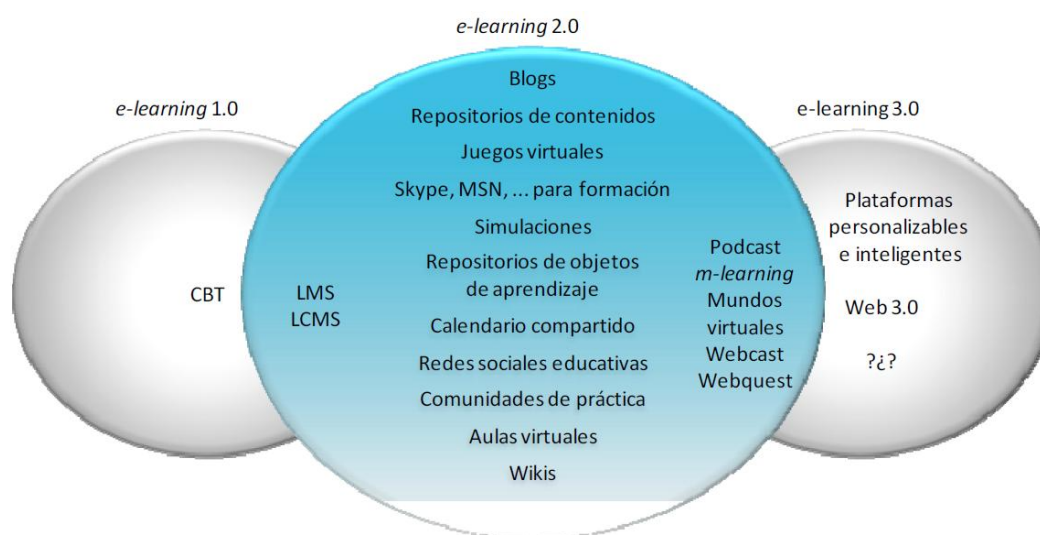 e-learning 2.0
e-learning 1.0
e-learning 3.0
CBT
LMS
LCMS
Blogs
Repositorios de contenidos
Juegos virtuales
Skype, MSN, ... para formación
Simulaciones
Repositorios de objetos
de aprendizaje
Calendario compartido
Redes sociales educativas
Comunidades de práctica
Aulas virtuales
Wikis
Podcast
m-learning
Mundos
virtuales
Webcast
Webquest
Plataformas
personalizables
e inteligentes
Web 3.0
?¿?